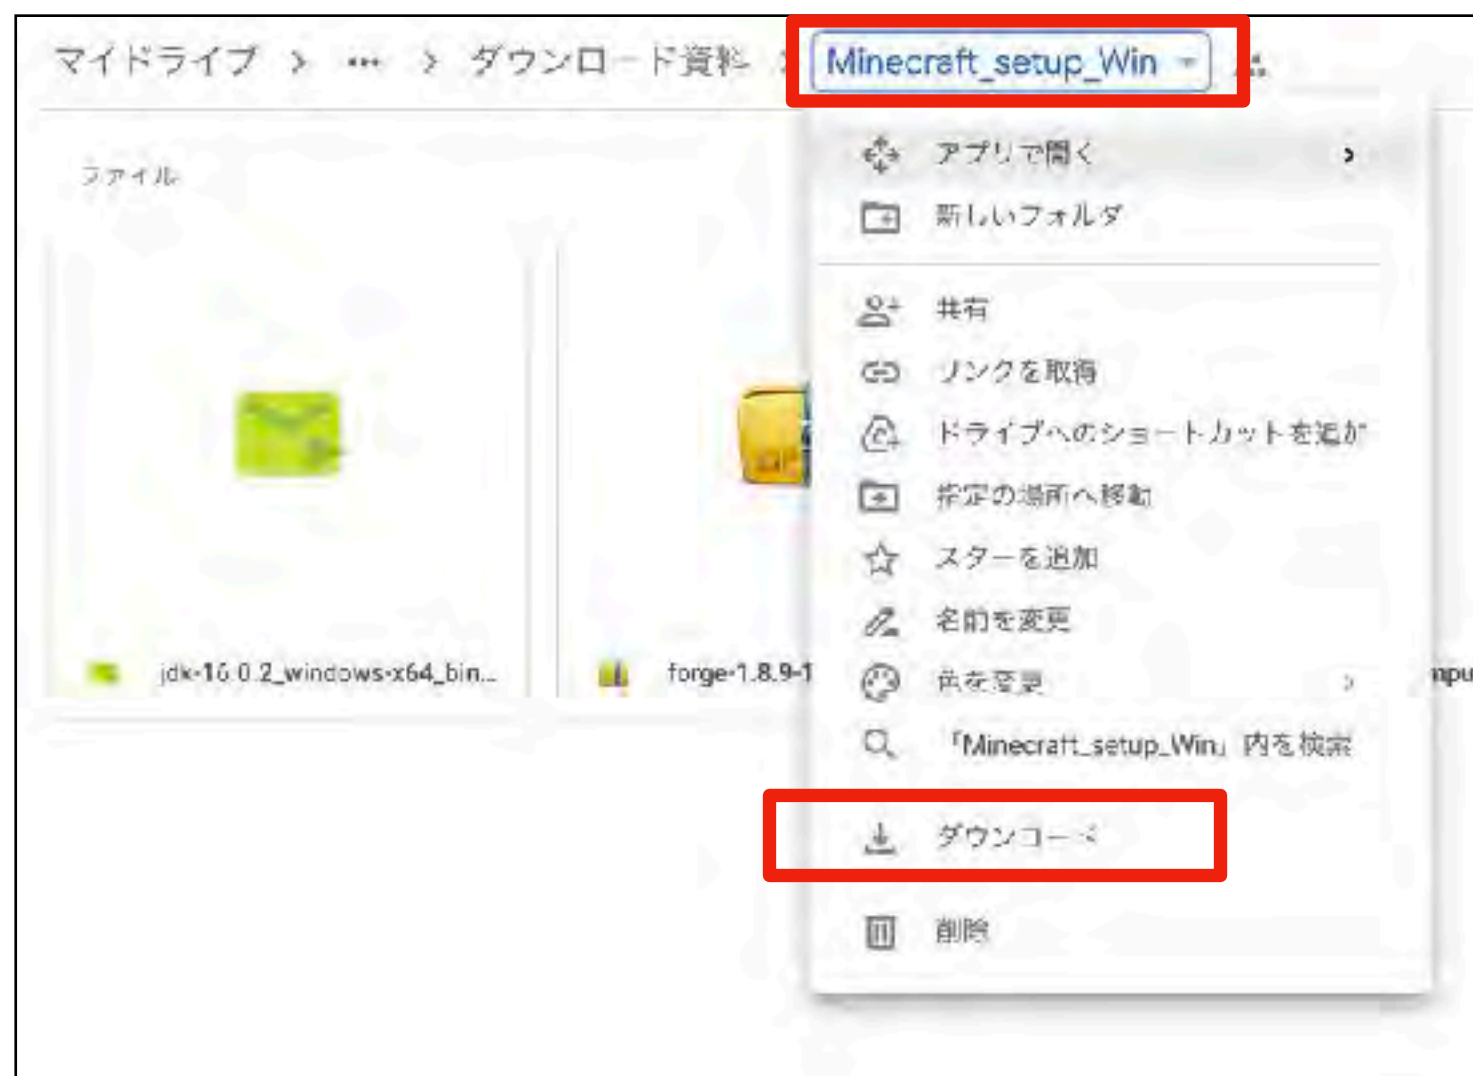 マイドライブ > ••• > ダウンロード資料 > Minecraft_setup_Win
ファイル
アプリで開く
新しいフォルダ
共有
リンクを取得
ドライブへのショートカットを追加
指定の場所へ移動
スターを追加
名前を変更
jdk-16.0.2_windows-x64_bin...
forge-1.8.9-1
色を変更
mpu
「Minecraft_setup_Win」内を検索
ダウンロード
削除